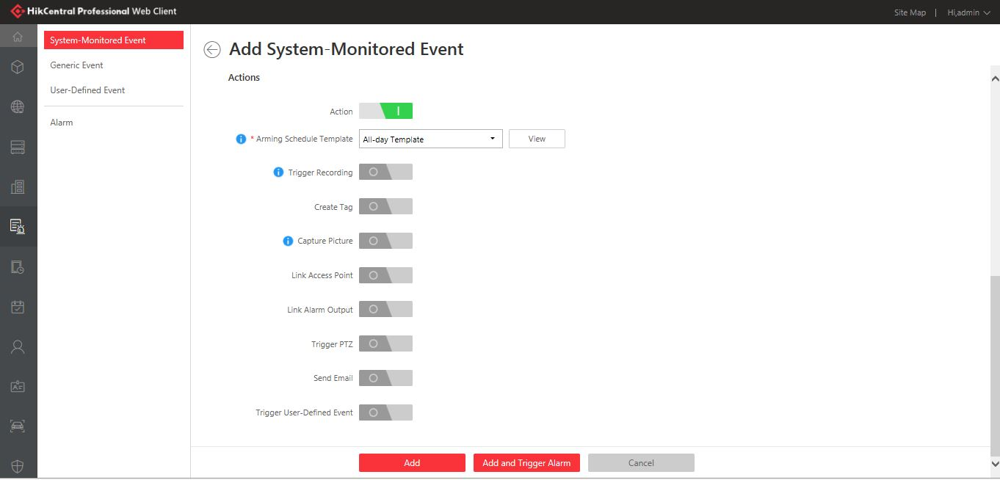 HikCentral Professional Web Client
Site Map | Hi,admin
System-Monitored Event
Generic Event
User-Defined Event
Alarm
Add System-Monitored Event
Actions
Action
* Arming Schedule Template All-day Template View
Trigger Recording
Create Tag
Capture Picture
Link Access Point
Link Alarm Output
Trigger PTZ
Send Email
Trigger User-Defined Event
Add Add and Trigger Alarm Cancel